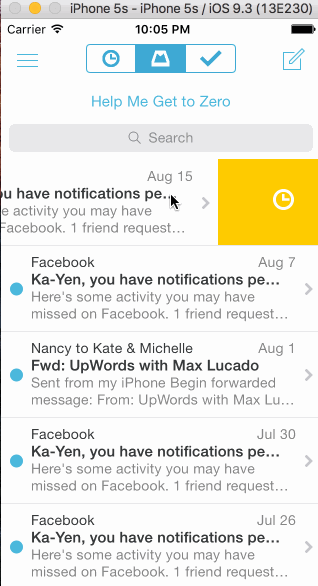 iPhone 5s - iPhone 5s / iOS 9.3 (13E230)
Carrier
10:05 PM
Help Me Get to Zero
Search
Aug 15
ou have notifications pe...
e activity you may have
Facebook. 1 friend request...
Facebook
Aug 7
Ka-Yen, you have notifications pe...
Here's some activity you may have
missed on Facebook. 1 friend request...
Nancy to Kate & Michelle
Aug 1
Fwd: UpWords with Max Lucado
Sent from my iPhone Begin forwarded
message: From: UpWords with Max Lu...
Facebook
Jul 30
Ka-Yen, you have notifications pe...
Here's some activity you may have
missed on Facebook. 1 friend request...
Facebook
Jul 26
Ka-Yen, you have notifications pe...
Here's some activity you may have
missed on Facebook. 1 friend request...